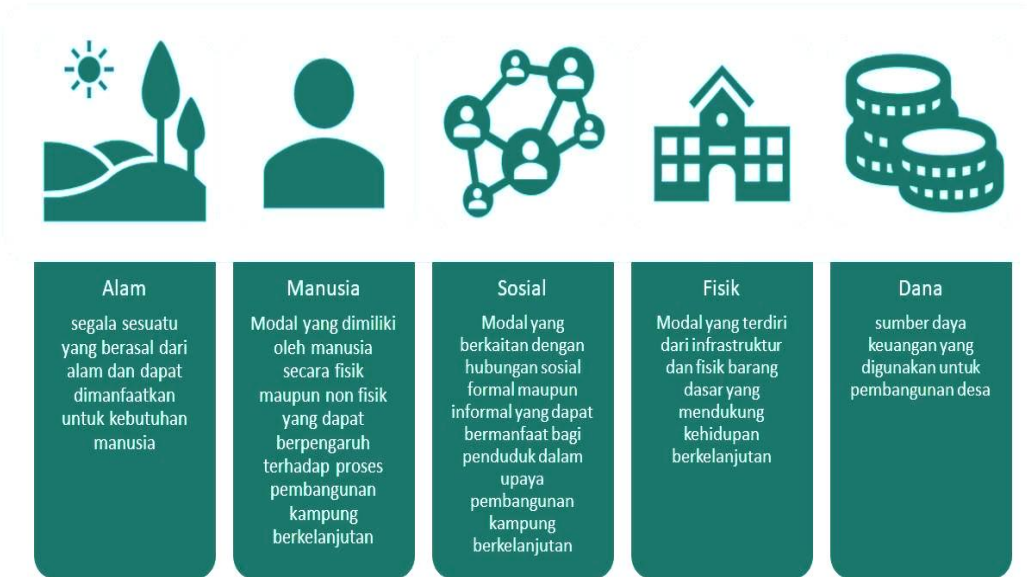 Alam
segala sesuatu
yang berasal dari
alam dan dapat
dimanfaatkan
untuk kebutuhan
manusia
Manusia
Modal yang dimiliki
oleh manusia
secara fisik
maupun non fisik
yang dapat
berpengaruh
terhadap proses
pembangunan
kampung
berkelanjutan
Sosial
Modal yang
berkaitan dengan
hubungan sosial
formal maupun
informal yang dapat
bermanfaat bagi
penduduk dalam
upaya
pembangunan
kampung
berkelanjutan
Fisik
Modal yang terdiri
dari infrastruktur
dan fisik barang
dasar yang
mendukung
kehidupan
berkelanjutan
Dana
sumber daya
keuangan yang
digunakan untuk
pembangunan desa